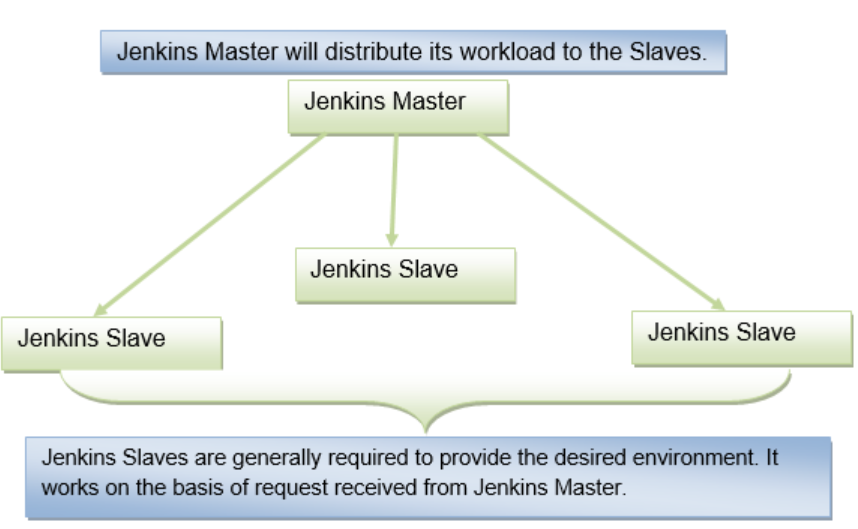 Jenkins Master will distribute its workload to the Slaves.
Jenkins Master
Jenkins Slave
Jenkins Slave
Jenkins Slave
Jenkins Slaves are generally required to provide the desired environment. It
works on the basis of request received from Jenkins Master.